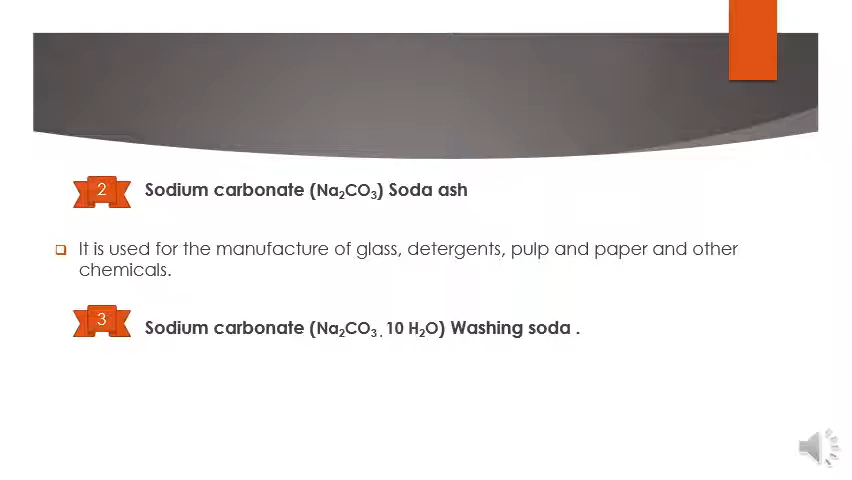 2
Sodium carbonate (Na₂CO₃) Soda ash
It is used for the manufacture of glass, detergents, pulp and paper and other
chemicals.
3
Sodium carbonate (Na₂CO₃ . 10 H₂O) Washing soda .